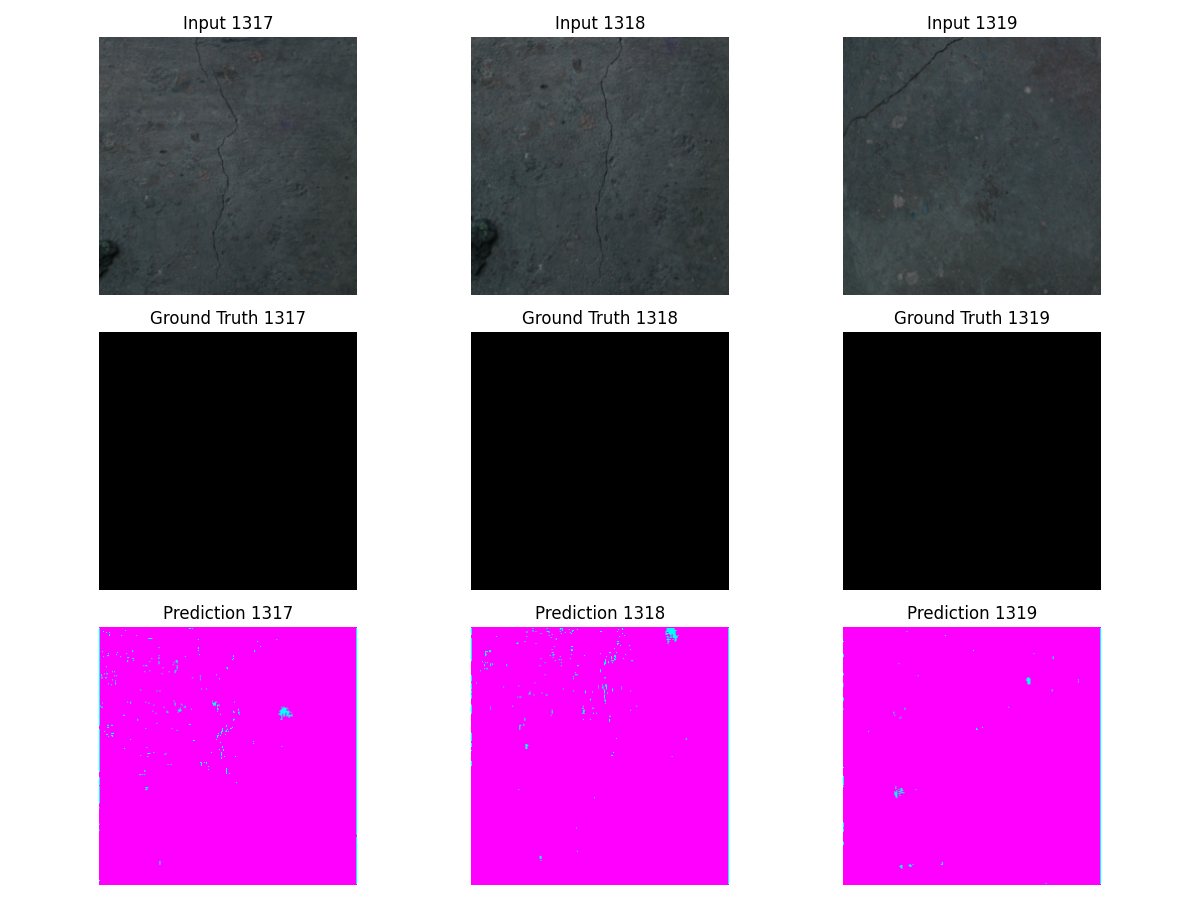 Input 1317
Input 1318
Input 1319
Ground Truth 1317
Ground Truth 1318
Ground Truth 1319
Prediction 1317
Prediction 1318
Prediction 1319